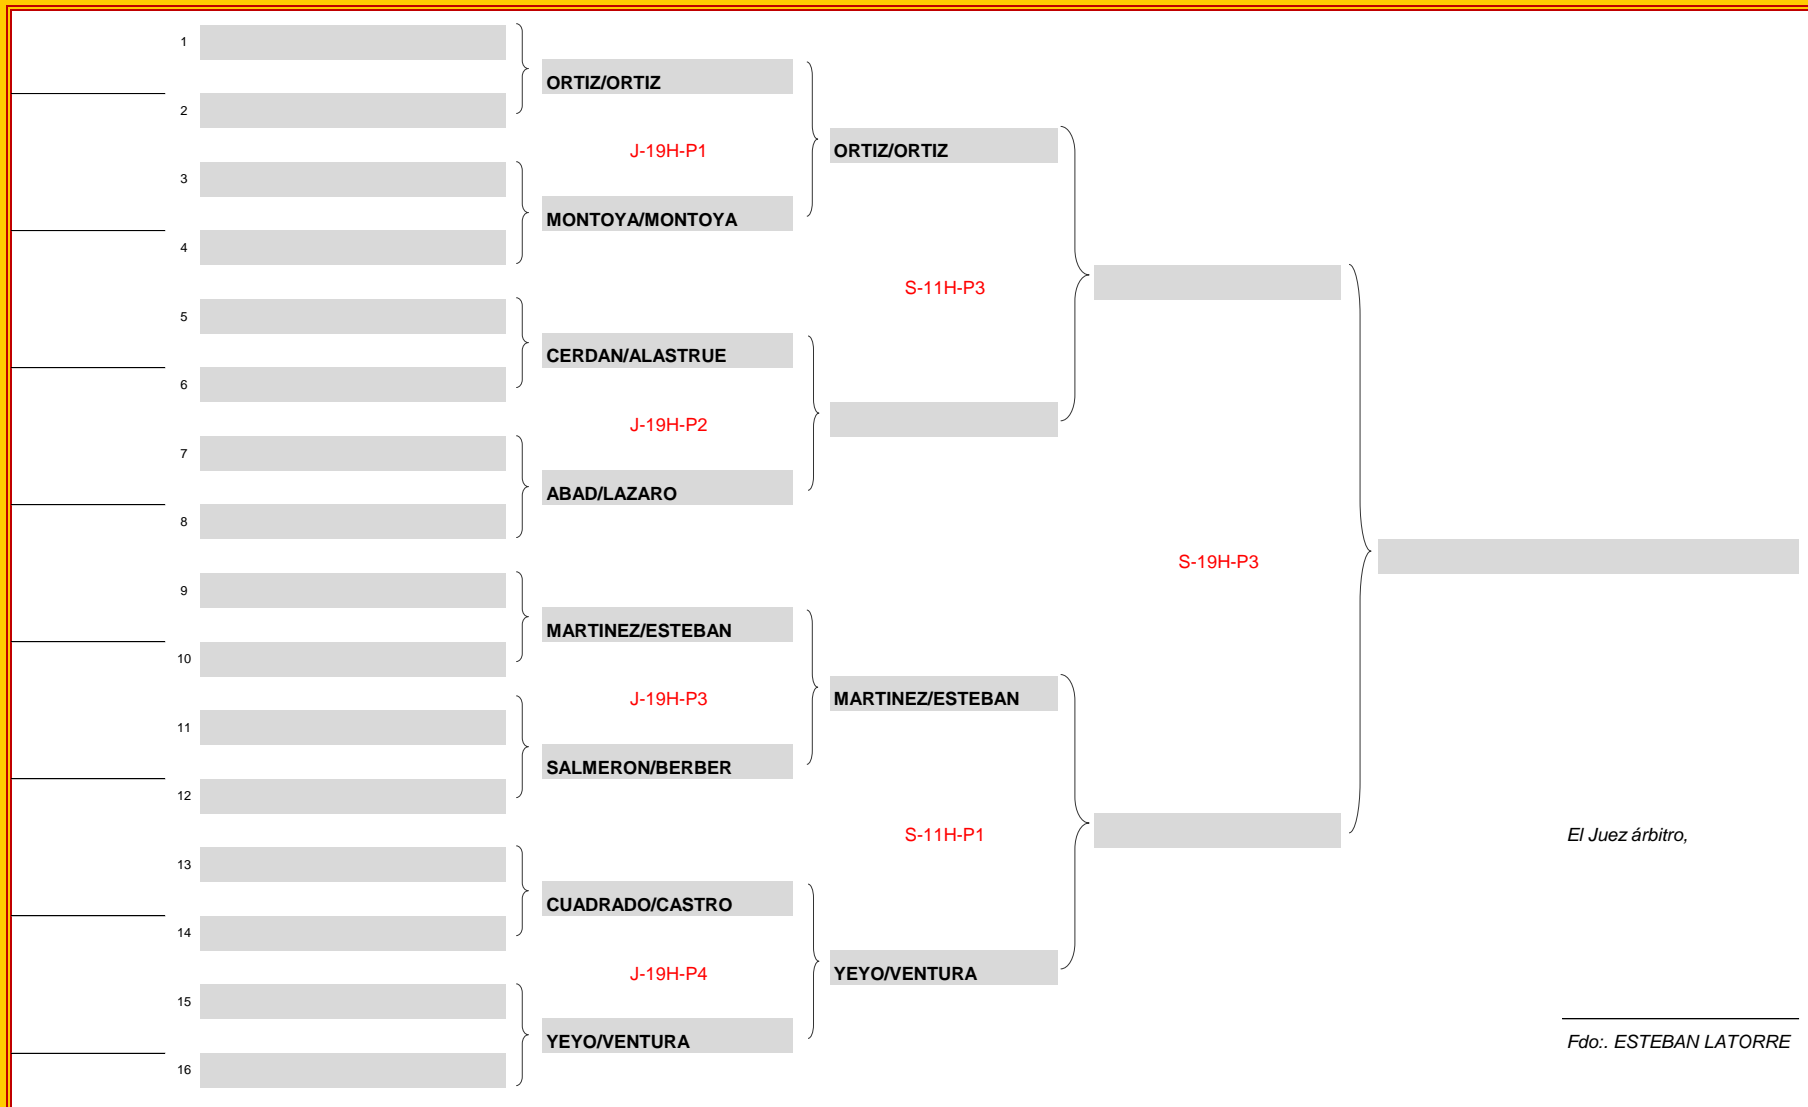 1
ORTIZ/ORTIZ
2
J-19H-P1
ORTIZ/ORTIZ
3
MONTOYA/MONTOYA
4
S-11H-P3
5
CERDAN/ALASTRUE
6
J-19H-P2
7
ABAD/LAZARO
8
S-19H-P3
9
MARTINEZ/ESTEBAN
10
J-19H-P3
MARTINEZ/ESTEBAN
11
SALMERON/BERBER
12
S-11H-P1
El Juez árbitro,
13
CUADRADO/CASTRO
14
J-19H-P4
YEYO/VENTURA
15
YEYO/VENTURA
Fdo:. ESTEBAN LATORRE
16